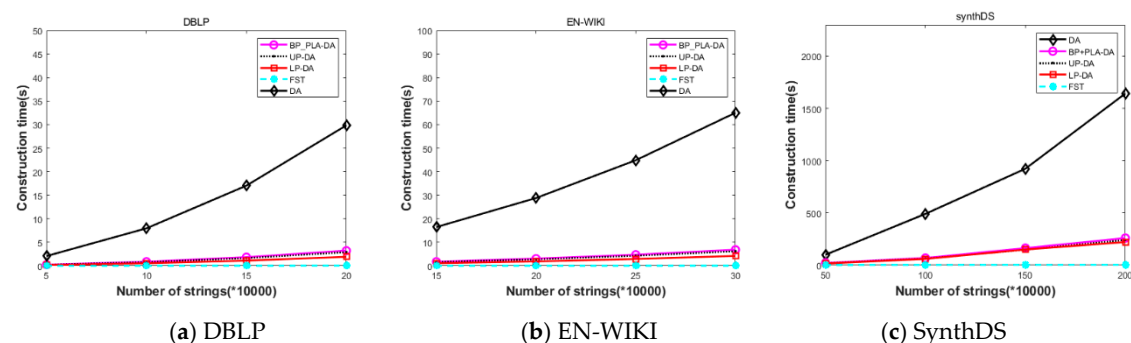 DBLP
50
45
40
35
30
25
20
15
10
5
0
Construction time(s)
BP_PLA-DA
UP-DA
LP-DA
FST
DA
5 10 15 20
Number of strings(*10000)
(a) DBLP
EN-WIKI
100
90
80
70
60
50
40
30
20
10
0
Construction time(s)
BP_PLA-DA
UP-DA
LP-DA
FST
DA
15 20 25 30
Number of strings(*10000)
(b) EN-WIKI
synthDS
2000
1500
1000
500
0
Construction time(s)
DA
BP+PLA-DA
UP-DA
LP-DA
FST
50 100 150 200
Number of strings(*10000)
(c) SynthDS